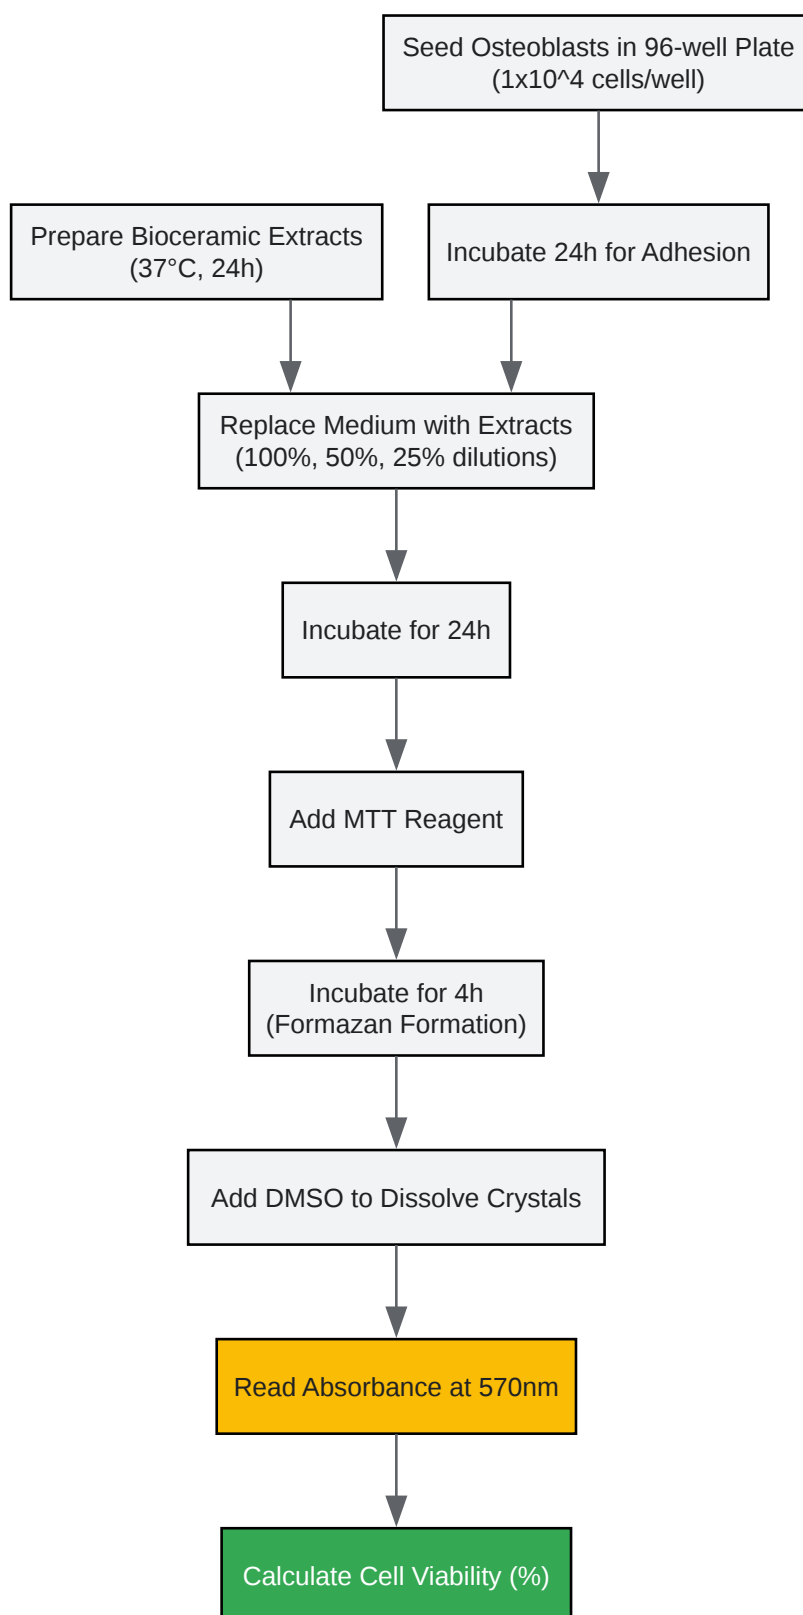 Seed Osteoblasts in 96-well Plate
(1x10^4 cells/well)
Prepare Bioceramic Extracts
(37°C, 24h)
Incubate 24h for Adhesion
Replace Medium with Extracts
(100%, 50%, 25% dilutions)
Incubate for 24h
Add MTT Reagent
Incubate for 4h
(Formazan Formation)
Add DMSO to Dissolve Crystals
Read Absorbance at 570nm
Calculate Cell Viability (%)